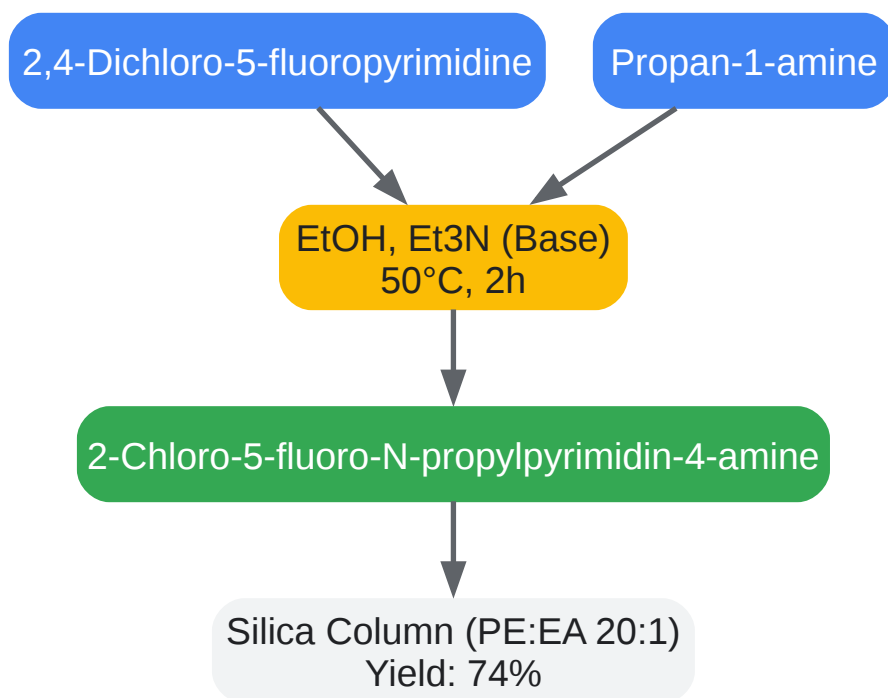 2,4-Dichloro-5-fluoropyrimidine
Propan-1-amine
EtOH, Et3N (Base)
50°C, 2h
2-Chloro-5-fluoro-N-propylpyrimidin-4-amine
Silica Column (PE:EA 20:1)
Yield: 74%